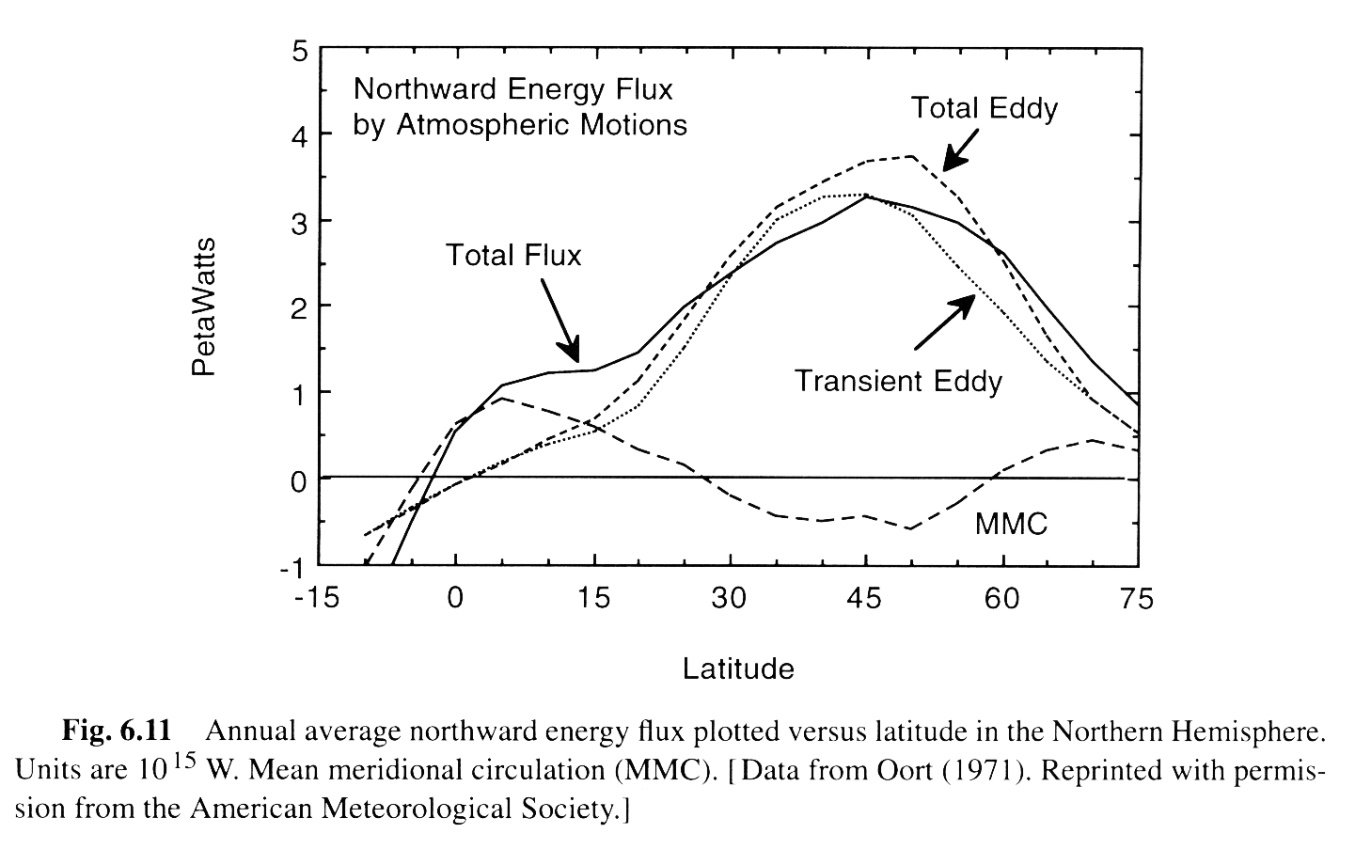 5
Northward Energy Flux
by Atmospheric Motions
Total Eddy
4
3
Total Flux
PetaWatts
2
Transient Eddy
1
0
MMC
-1
-15 0 15 30 45 60 75
Latitude
Fig. 6.11 Annual average northward energy flux plotted versus latitude in the Northern Hemisphere.
Units are 10^15 W. Mean meridional circulation (MMC). [Data from Oort (1971). Reprinted with permis-
sion from the American Meteorological Society.]